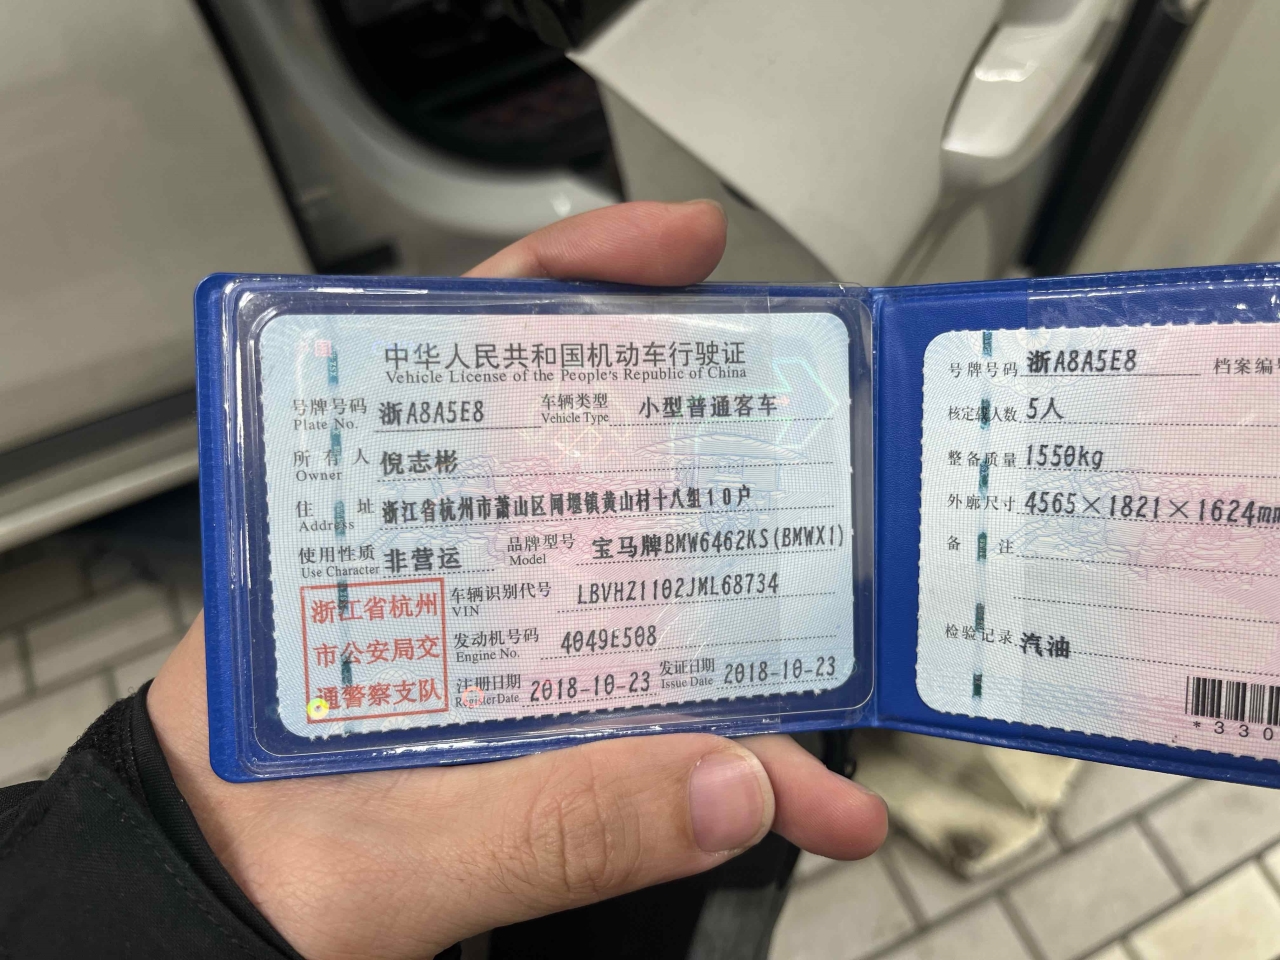 中华人民共和国机动车行驶证
Vehicle License of the People's Republic of China
号牌号码 浙A8A5E8 车辆类型 小型普通客车
Plate No. Vehicle Type
所有人 倪志彬
Owner
住址 浙江省杭州市萧山区闻堰镇黄山村十八组10户
Address
使用性质 非营运 品牌型号 宝马牌BMW6462KS(BMWX1)
Use Character Model
浙江省杭州
市公安局交
通警察支队
车辆识别代号 LBVHZ1102JML68734
VIN
发动机号码 4049E508
Engine No.
注册日期 2018-10-23 发证日期 2018-10-23
Register Date Issue Date
号牌号码 浙A8A5E8 档案编号
核定载人数 5人
整备质量 1550kg
外廓尺寸 4565×1821×1624mm
备注
检验记录 汽油
*330